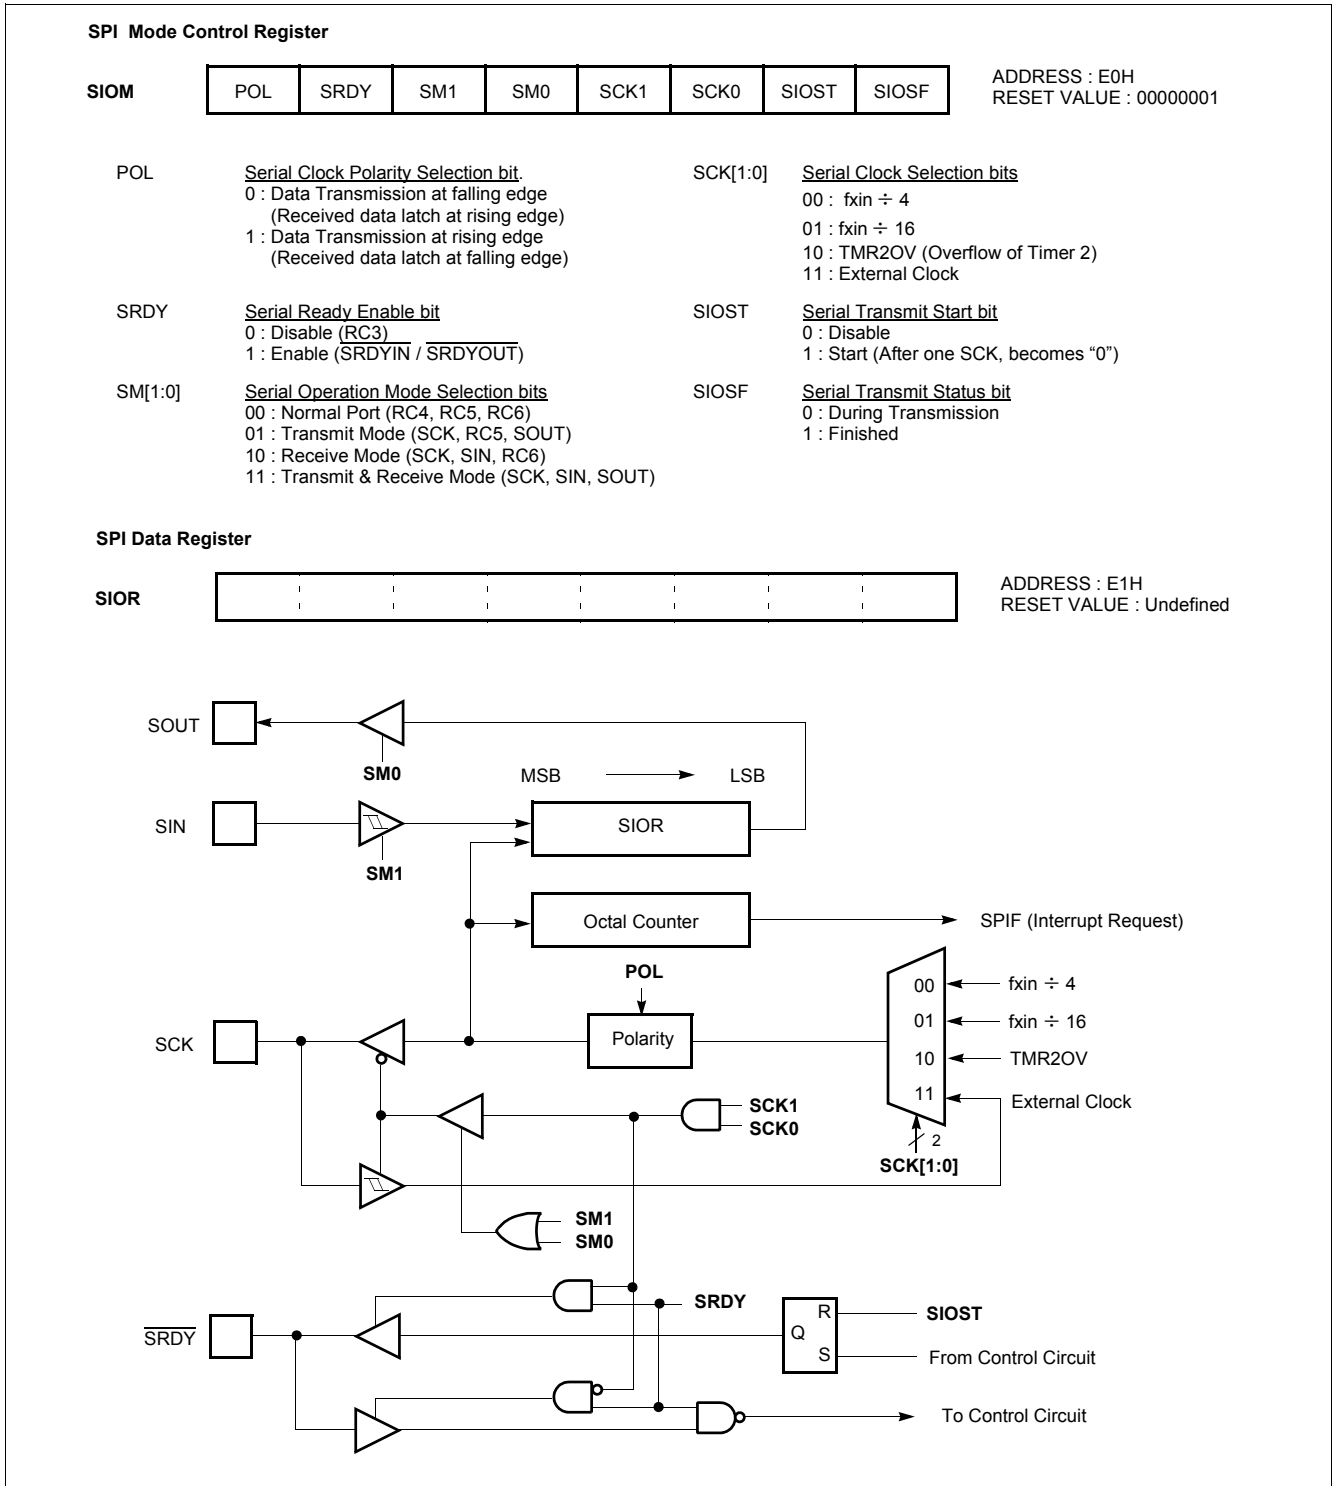 SPI Mode Control Register
SIOM POL SRDY SM1 SM0 SCK1 SCK0 SIOST SIOSF
ADDRESS : E0H
RESET VALUE : 00000001
POL Serial Clock Polarity Selection bit.
0 : Data Transmission at falling edge
(Received data latch at rising edge)
1 : Data Transmission at rising edge
(Received data latch at falling edge)
SCK[1:0] Serial Clock Selection bits
00 : fxin ÷ 4
01 : fxin ÷ 16
10 : TMR2OV (Overflow of Timer 2)
11 : External Clock
SRDY Serial Ready Enable bit
0 : Disable (RC3)
1 : Enable (SRDYIN / SRDYOUT)
SIOST Serial Transmit Start bit
0 : Disable
1 : Start (After one SCK, becomes “0”)
SM[1:0] Serial Operation Mode Selection bits
00 : Normal Port (RC4, RC5, RC6)
01 : Transmit Mode (SCK, RC5, SOUT)
10 : Receive Mode (SCK, SIN, RC6)
11 : Transmit & Receive Mode (SCK, SIN, SOUT)
SIOSF Serial Transmit Status bit
0 : During Transmission
1 : Finished
SPI Data Register
SIOR
ADDRESS : E1H
RESET VALUE : Undefined
SOUT
SM0
MSB LSB
SIN
SIOR
SM1
Octal Counter
SPIF (Interrupt Request)
POL
00 fxin ÷ 4
01 fxin ÷ 16
SCK
Polarity
10 TMR2OV
11 External Clock
SCK1
SCK0
2
SCK[1:0]
SM1
SM0
SRDY
SRDY
R SIOST
Q
S From Control Circuit
To Control Circuit